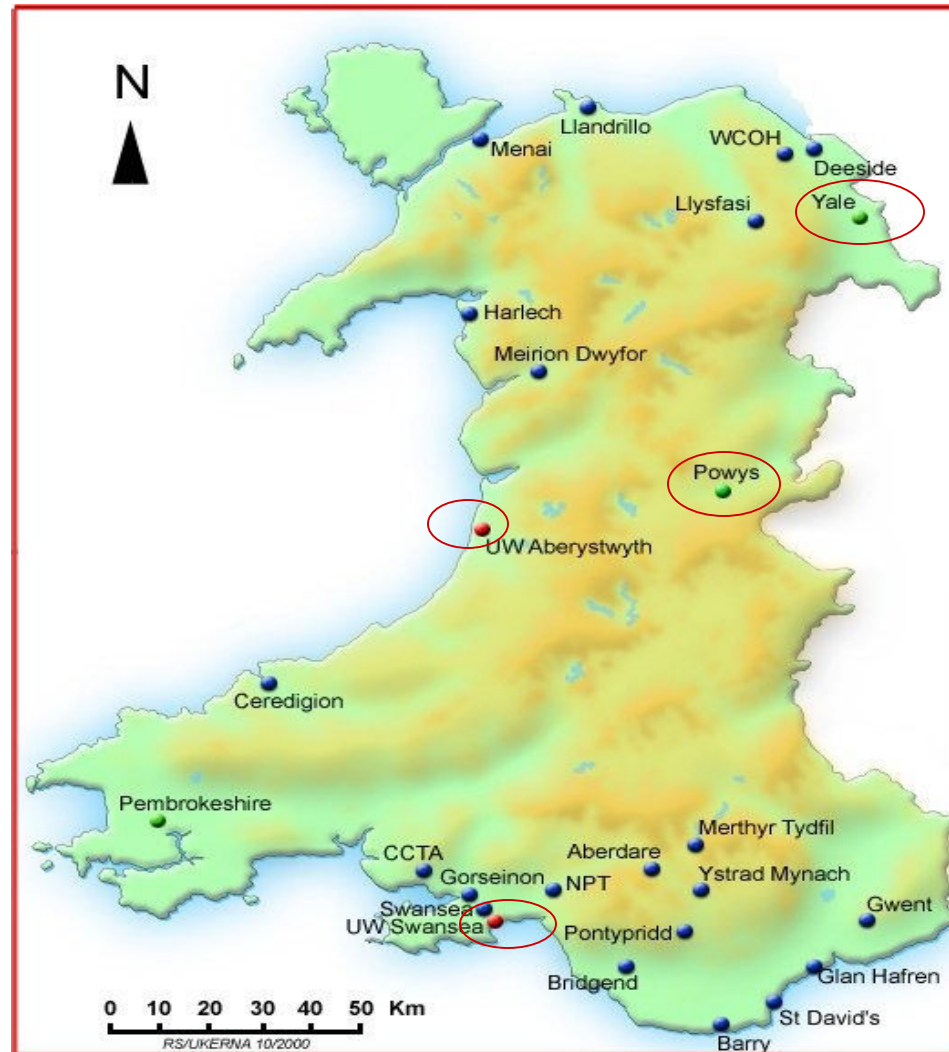 N
Llandrillo
Menai
WCOH
Deeside
Llysfasi
Yale
Harlech
Meirion Dwyfor
Powys
UW Aberystwyth
Ceredigion
Pembrokeshire
Merthyr Tydfil
CCTA
Aberdare
Gorseinon
NPT
Ystrad Mynach
Swansea
Gwent
UW Swansea
Pontypridd
Bridgend
Glan Hafren
St David's
Barry
0 10 20 30 40 50 Km
RS/UKERNA 10/2000